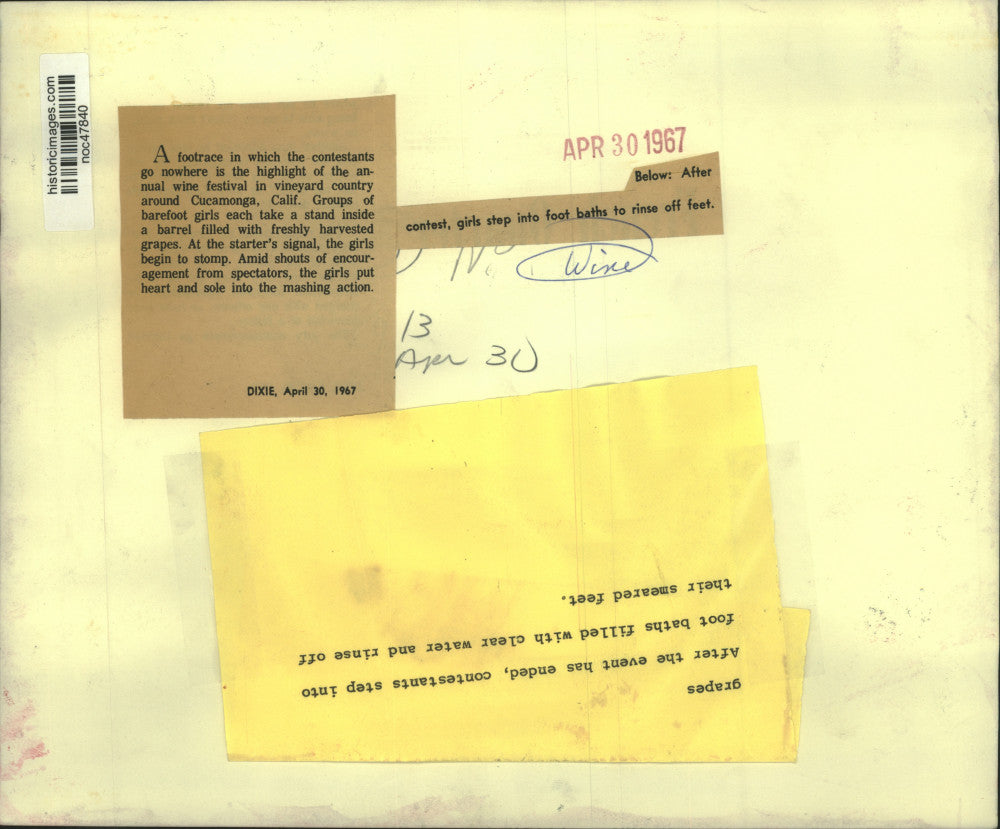 historicimages.com
noc47840
A footrace in which the contestants
go nowhere is the highlight of the an-
nual wine festival in vineyard country
around Cucamonga, Calif. Groups of
barefoot girls each take a stand inside
a barrel filled with freshly harvested
grapes. At the starter's signal, the girls
begin to stomp. Amid shouts of encour-
agement from spectators, the girls put
heart and sole into the mashing action.
DIXIE, April 30, 1967
APR 30 1967
Below: After
contest, girls step into foot baths to rinse off feet.
Wine
13
Apr 30
grapes
After the event has ended, contestants step into
foot baths filled with clear water and rinse off
their smeared feet.